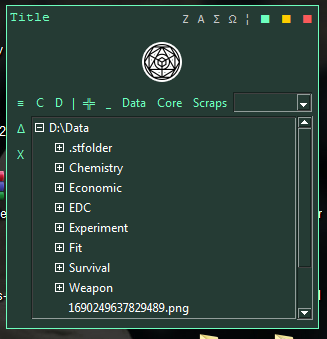 Title Z A Σ Ω ¦
≡ C D | ╬ _ Data Core Scraps
Δ
X
D:\Data
.stfolder
Chemistry
Economic
EDC
Experiment
Fit
Survival
Weapon
1690249637829489.png